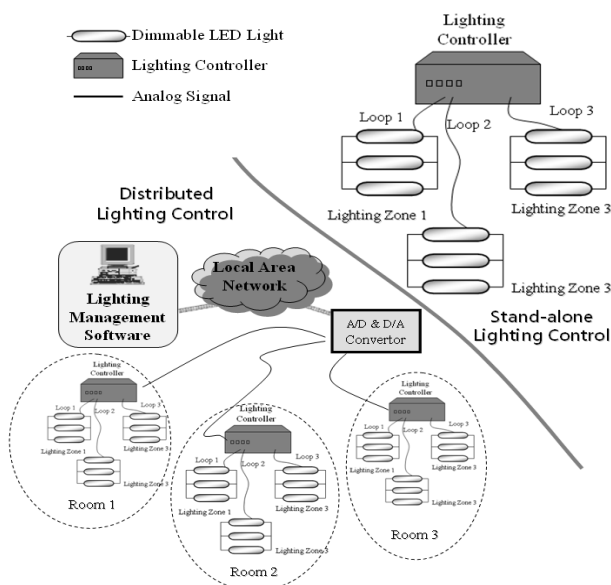 Dimmable LED Light
Lighting Controller
Analog Signal
Lighting
Controller
Loop 1
Loop 2
Loop 3
Lighting Zone 1
Lighting Zone 3
Lighting Zone 3
Stand-alone
Lighting Control
Distributed
Lighting Control
Lighting
Management
Software
Local Area
Network
A/D & D/A
Convertor
Lighting
Controller
Loop 1
Loop 2
Loop 3
Lighting Zone 1
Lighting Zone 3
Lighting Zone 3
Room 1
Lighting
Controller
Loop 1
Loop 2
Loop 3
Lighting Zone 1
Lighting Zone 3
Lighting Zone 3
Room 2
Lighting
Controller
Loop 1
Loop 2
Loop 3
Lighting Zone 1
Lighting Zone 3
Lighting Zone 3
Room 3